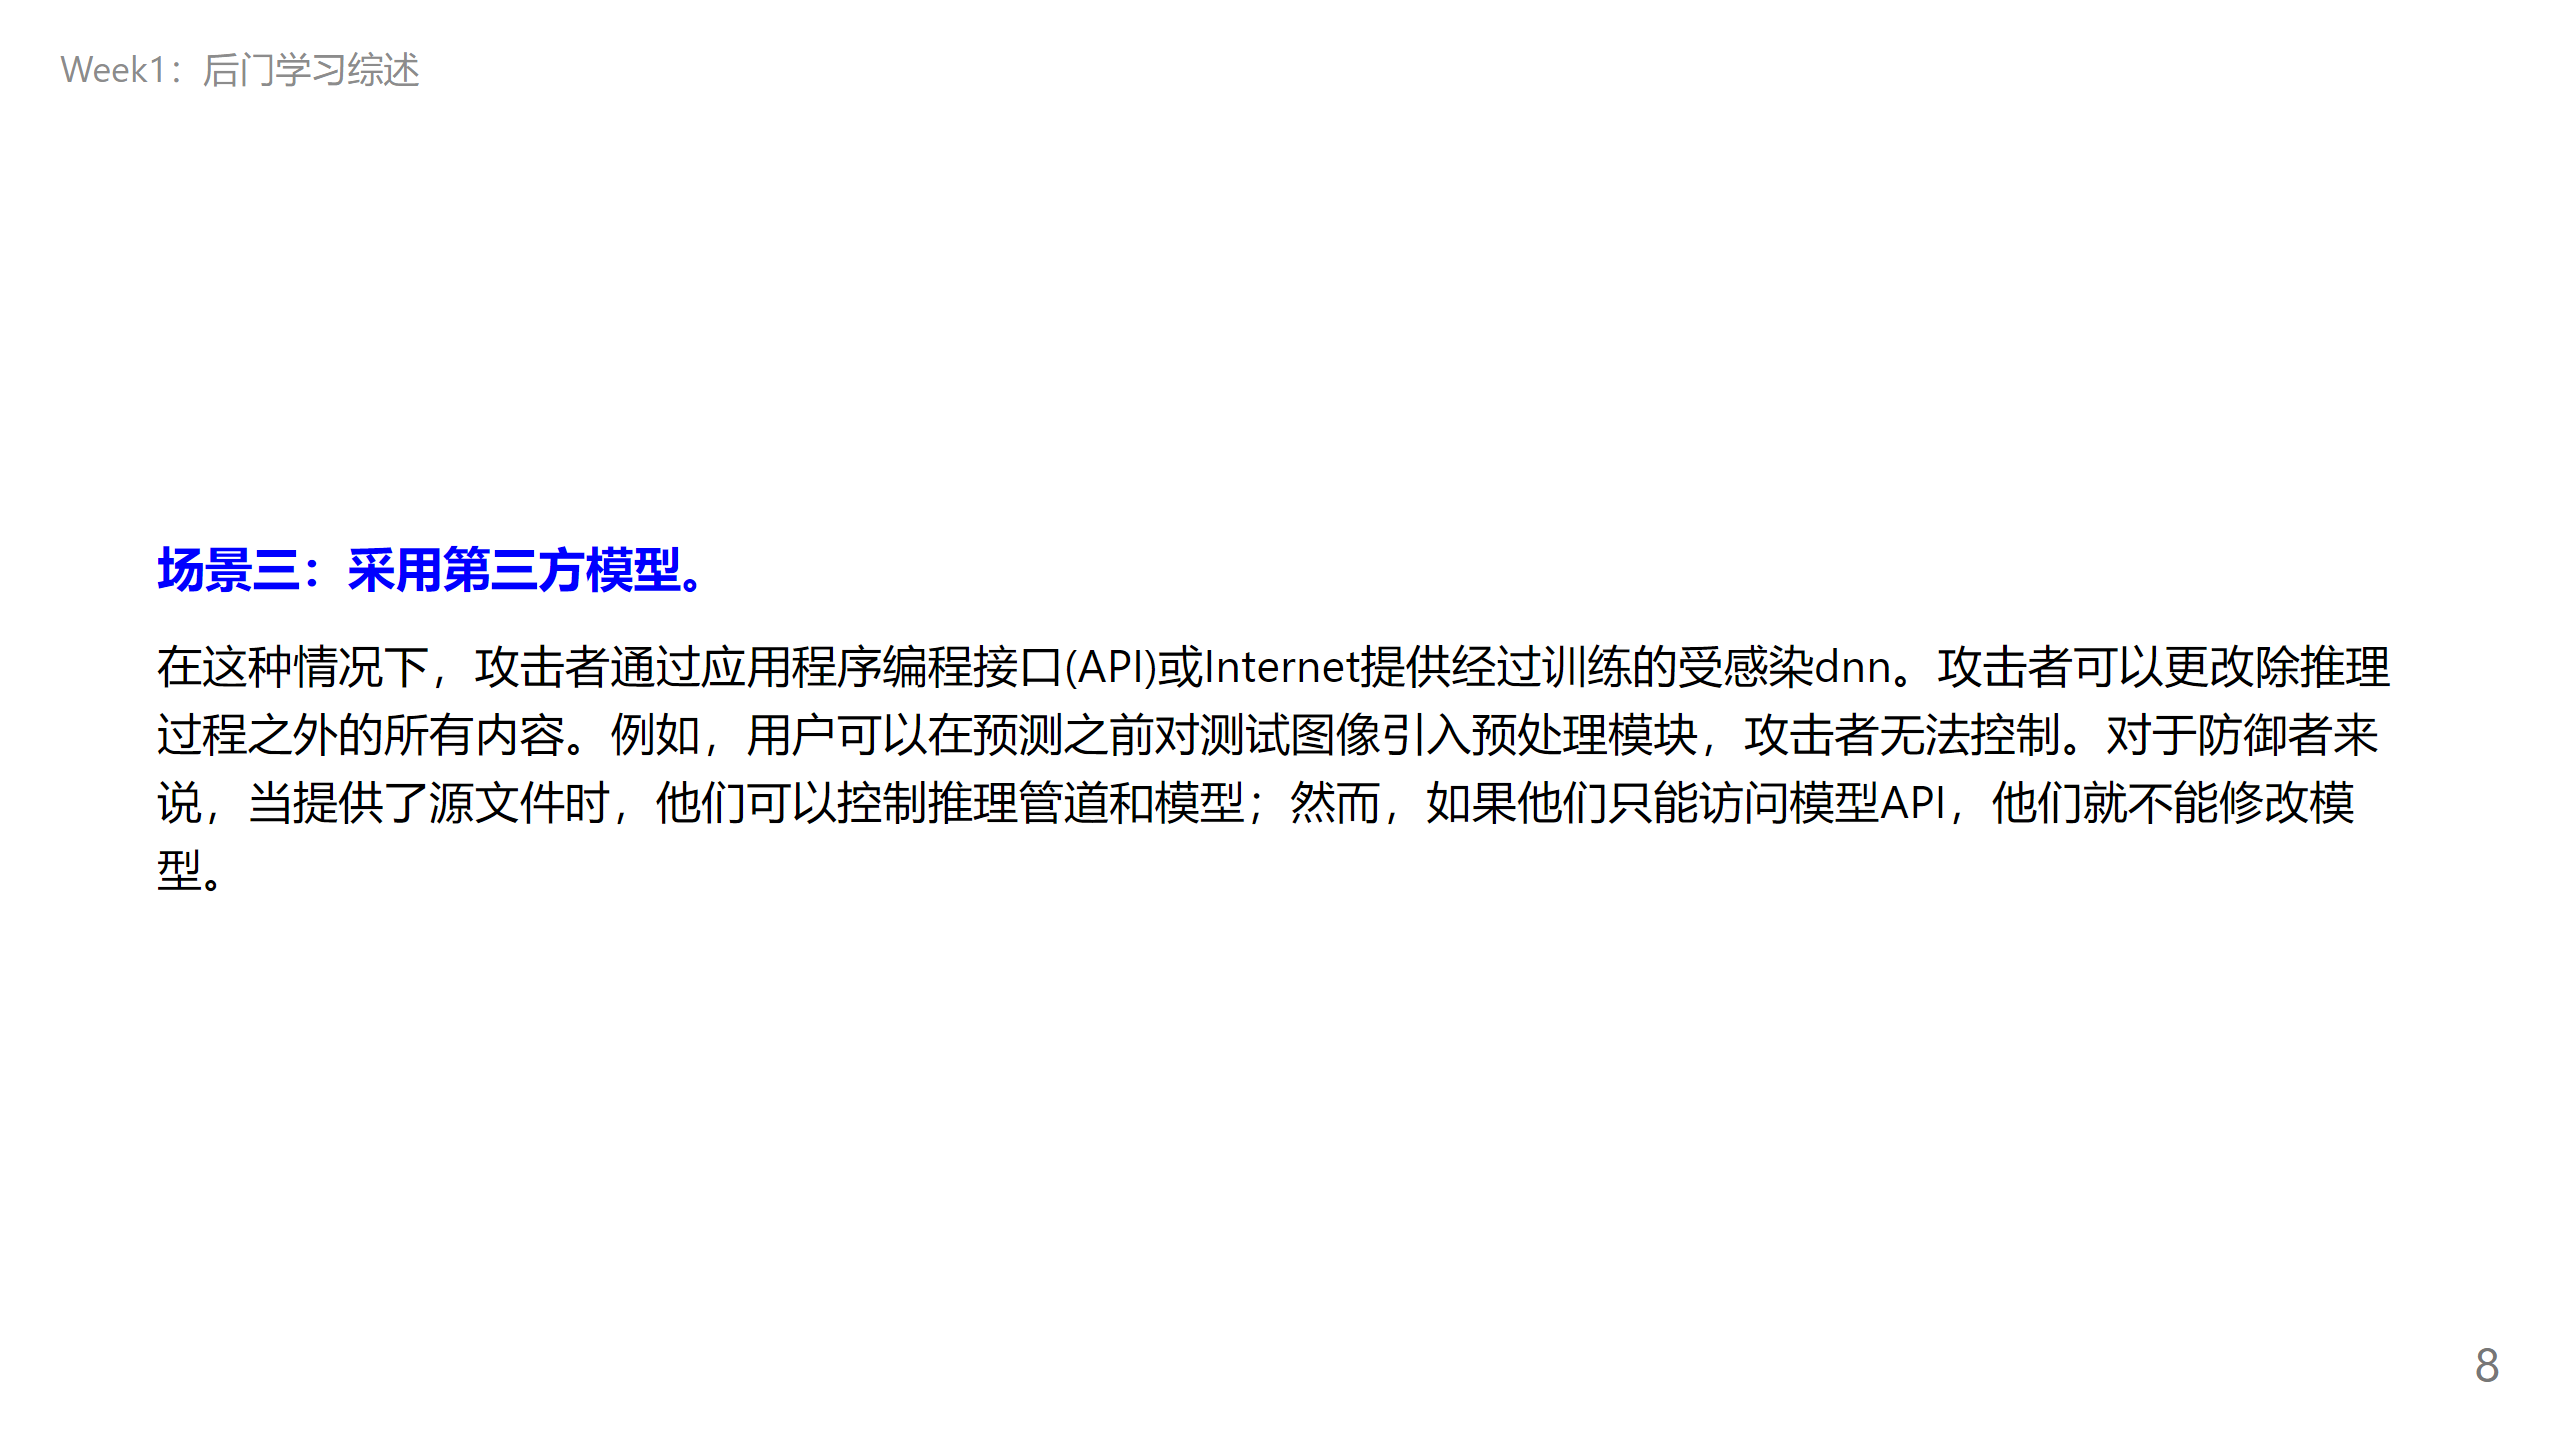 Week1：后门学习综述
场景三：采用第三方模型。
在这种情况下，攻击者通过应用程序编程接口(API)或Internet提供经过训练的受感染dnn。攻击者可以更改除推理
过程之外的所有内容。例如，用户可以在预测之前对测试图像引入预处理模块，攻击者无法控制。对于防御者来
说，当提供了源文件时，他们可以控制推理管道和模型；然而，如果他们只能访问模型API，他们就不能修改模
型。
8